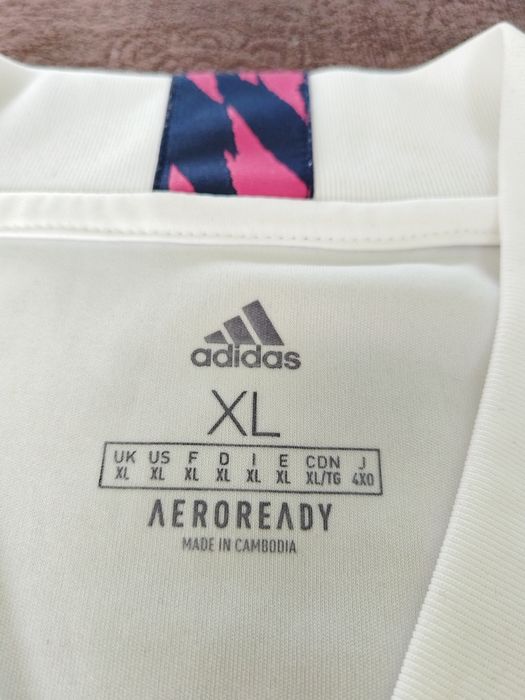 adidas
XL
UK US F D I E CDN J
XL XL XL XL XL XL XL/TG 4XO
AEROREADY
MADE IN CAMBODIA